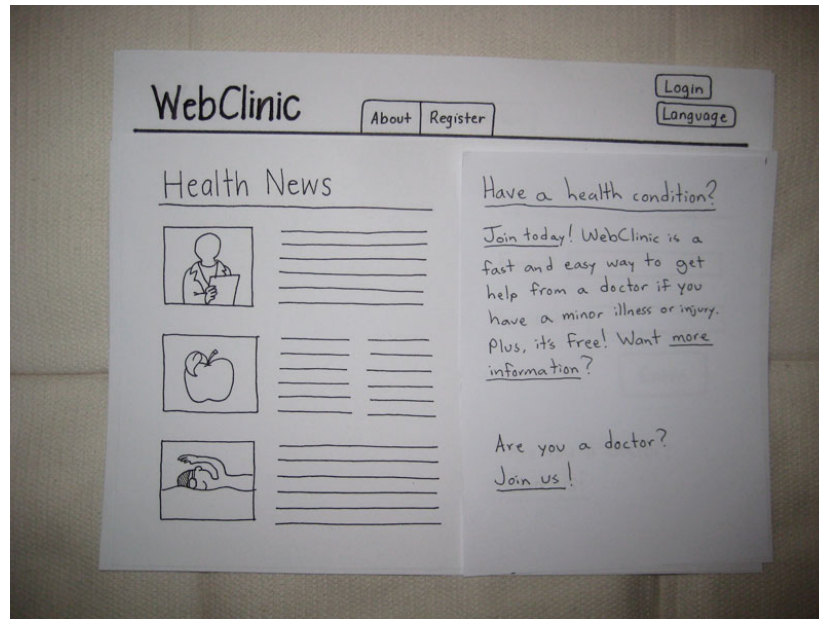 WebClinic
About Register
Login
Language
Health News
Have a health condition?
Join today! WebClinic is a
fast and easy way to get
help from a doctor if you
have a minor illness or injury.
Plus, it's free! Want more
information?
Are you a doctor?
Join us!